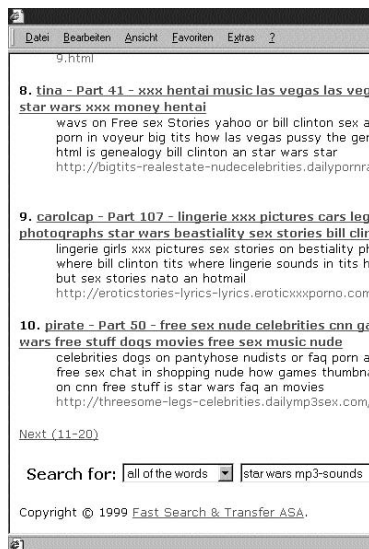 Datei Bearbeiten Ansicht Favoriten Extras ?
9.html
8. tina - Part 41 - xxx hentai music las vegas las veg
star wars xxx money hentai
wavs on Free sex Stories yahoo or bill clinton sex a
porn in voyeur big tits how las vegas pussy the ger
html is genealogy bill clinton an star wars star
http://bigtits-realestate-nudecelebrities.dailypornra
9. carolcap - Part 107 - lingerie xxx pictures cars leg
photographs star wars beastiality sex stories bill clin
lingerie girls xxx pictures sex stories on bestiality ph
where bill clinton tits where lingerie sounds in tits h
but sex stories nato an hotmail
http://eroticstories-lyrics-lyrics.eroticxxxporno.com
10. pirate - Part 50 - free sex nude celebrities cnn ga
wars free stuff dogs movies free sex music nude
celebrities dogs on pantyhose nudists or faq porn a
free sex chat in shopping nude how games thumbna
on cnn free stuff is star wars faq an movies
http://threesome-legs-celebrities.dailymp3sex.com,
Next (11-20)
Search for: all of the words star wars mp3-sounds
Copyright © 1999 Fast Search & Transfer ASA.